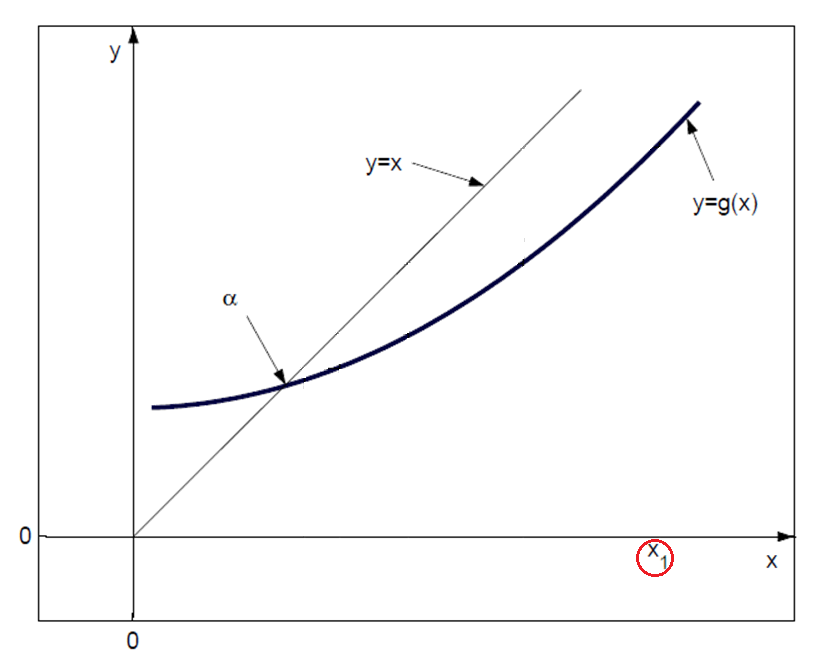 y
y=x
y=g(x)
α
0
x₁
x
0